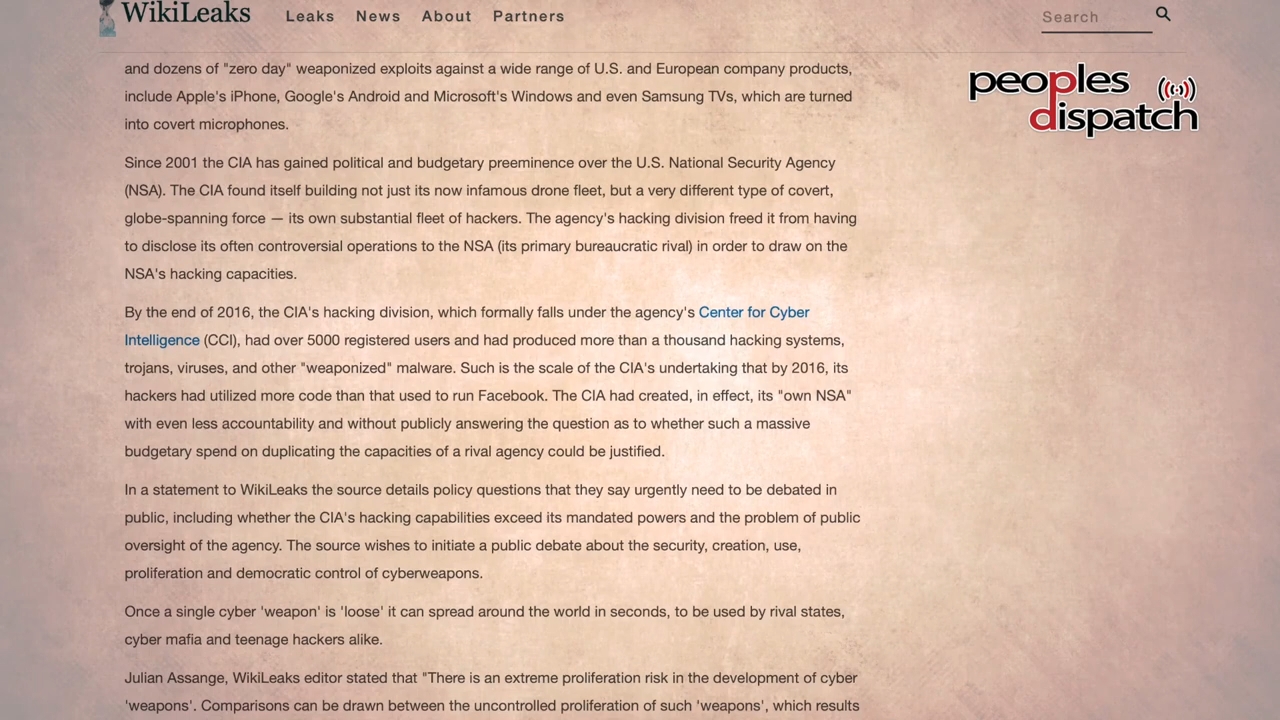 WikiLeaks
Leaks News About Partners
Search
peoples
dispatch
and dozens of "zero day" weaponized exploits against a wide range of U.S. and European company products,
include Apple's iPhone, Google's Android and Microsoft's Windows and even Samsung TVs, which are turned
into covert microphones.
Since 2001 the CIA has gained political and budgetary preeminence over the U.S. National Security Agency
(NSA). The CIA found itself building not just its now infamous drone fleet, but a very different type of covert,
globe-spanning force — its own substantial fleet of hackers. The agency's hacking division freed it from having
to disclose its often controversial operations to the NSA (its primary bureaucratic rival) in order to draw on the
NSA's hacking capacities.
By the end of 2016, the CIA's hacking division, which formally falls under the agency's Center for Cyber
Intelligence (CCI), had over 5000 registered users and had produced more than a thousand hacking systems,
trojans, viruses, and other "weaponized" malware. Such is the scale of the CIA's undertaking that by 2016, its
hackers had utilized more code than that used to run Facebook. The CIA had created, in effect, its "own NSA"
with even less accountability and without publicly answering the question as to whether such a massive
budgetary spend on duplicating the capacities of a rival agency could be justified.
In a statement to WikiLeaks the source details policy questions that they say urgently need to be debated in
public, including whether the CIA's hacking capabilities exceed its mandated powers and the problem of public
oversight of the agency. The source wishes to initiate a public debate about the security, creation, use,
proliferation and democratic control of cyberweapons.
Once a single cyber 'weapon' is 'loose' it can spread around the world in seconds, to be used by rival states,
cyber mafia and teenage hackers alike.
Julian Assange, WikiLeaks editor stated that "There is an extreme proliferation risk in the development of cyber
'weapons'. Comparisons can be drawn between the uncontrolled proliferation of such 'weapons', which results